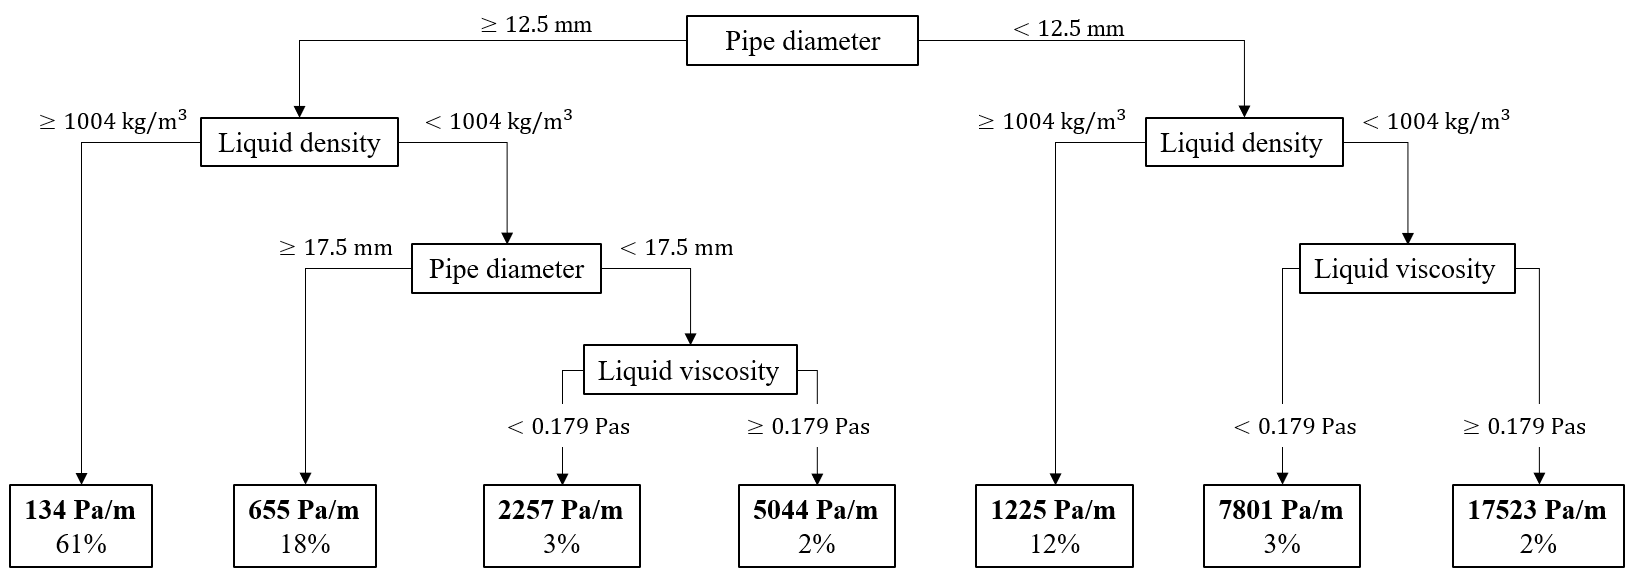 ≥ 12.5 mm
Pipe diameter
< 12.5 mm
≥ 1004 kg/m³
Liquid density
< 1004 kg/m³
≥ 1004 kg/m³
Liquid density
< 1004 kg/m³
≥ 17.5 mm
Pipe diameter
< 17.5 mm
Liquid viscosity
Liquid viscosity
< 0.179 Pas
≥ 0.179 Pas
< 0.179 Pas
≥ 0.179 Pas
134 Pa/m
61%
655 Pa/m
18%
2257 Pa/m
3%
5044 Pa/m
2%
1225 Pa/m
12%
7801 Pa/m
3%
17523 Pa/m
2%